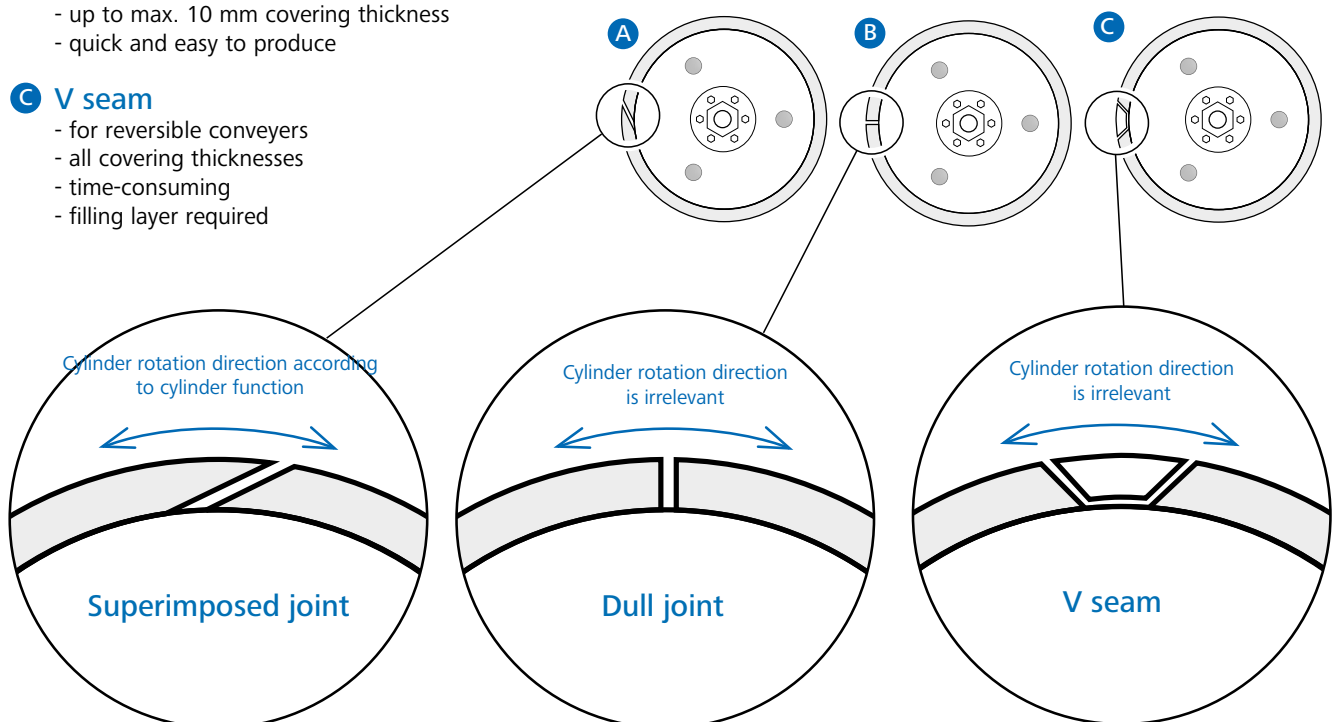 - up to max. 10 mm covering thickness
- quick and easy to produce
C V seam
- for reversible conveyers
- all covering thicknesses
- time-consuming
- filling layer required
A
B
C
Cylinder rotation direction according
to cylinder function
Cylinder rotation direction
is irrelevant
Cylinder rotation direction
is irrelevant
Superimposed joint
Dull joint
V seam